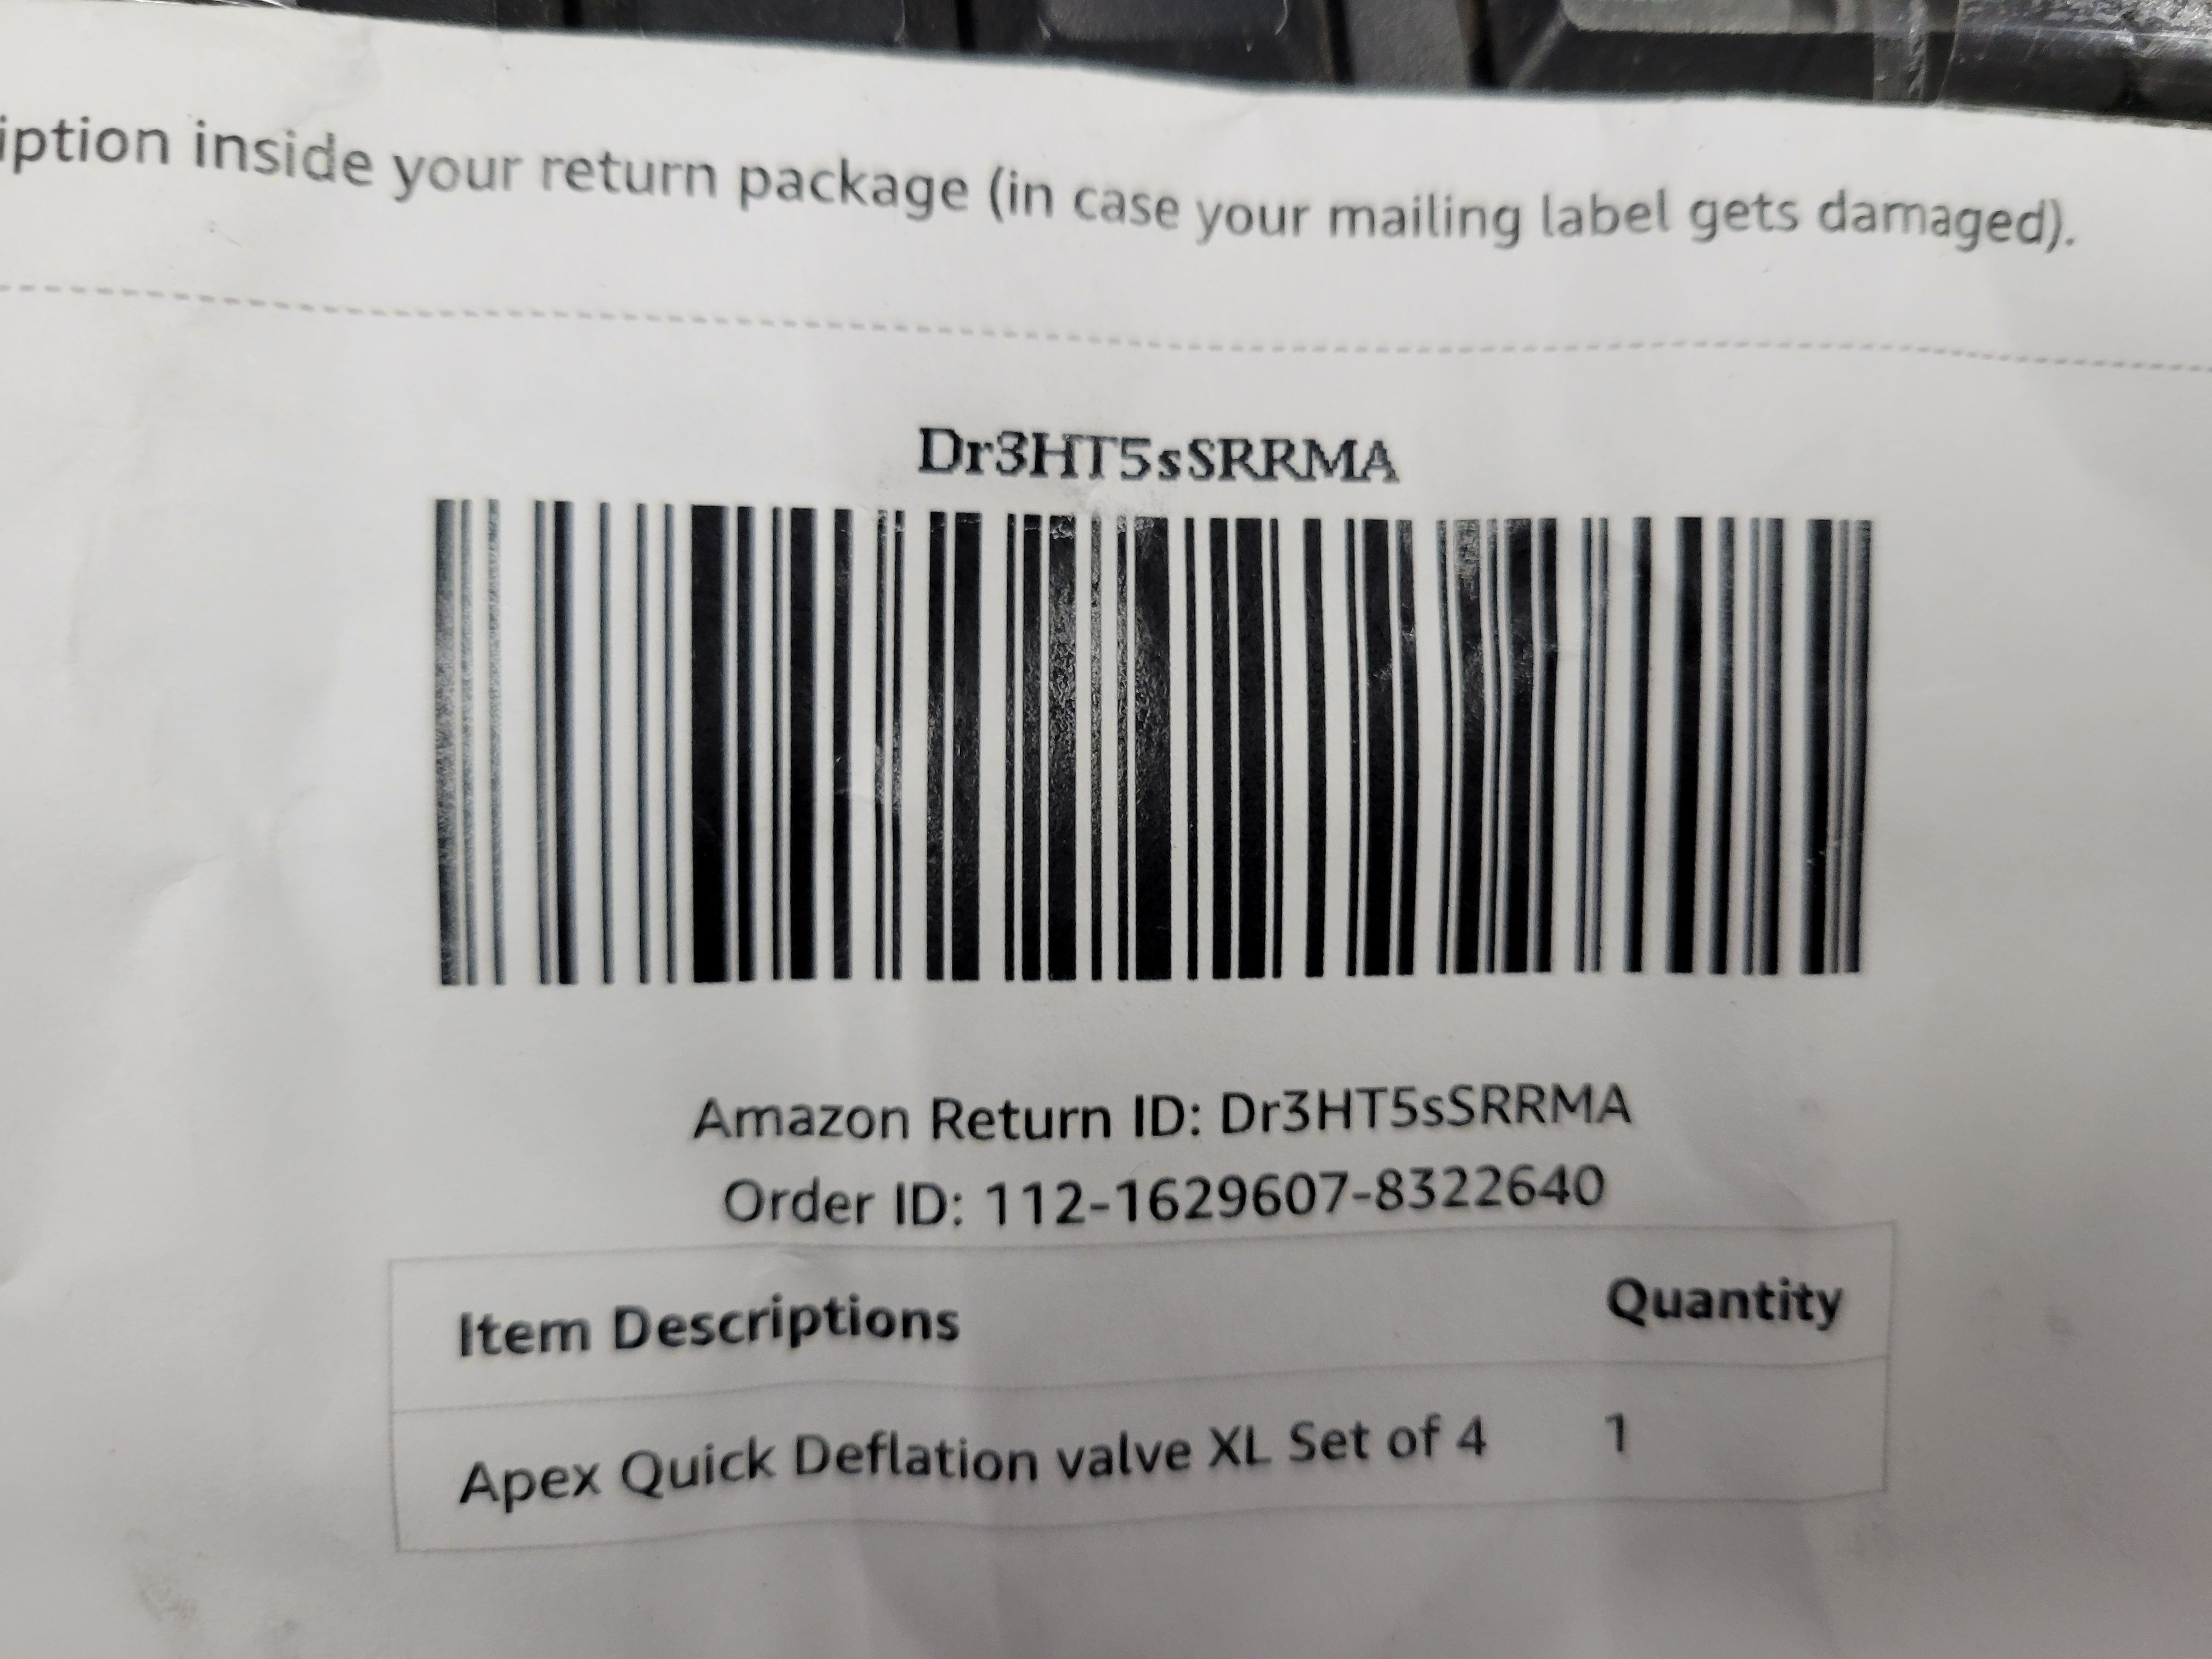 iption inside your return package (in case your mailing label gets damaged).
Dr3HT5sSRRMA
Amazon Return ID: Dr3HT5sSRRMA
Order ID: 112-1629607-8322640
Item Descriptions Quantity
Apex Quick Deflation valve XL Set of 4 1